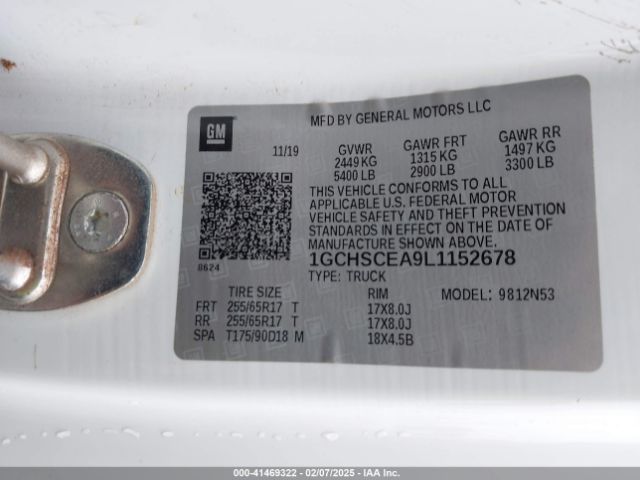 GM
MFD BY GENERAL MOTORS LLC
11/19 GVWR GAWR FRT GAWR RR
2449 KG 1315 KG 1497 KG
5400 LB 2900 LB 3300 LB
THIS VEHICLE CONFORMS TO ALL
APPLICABLE U.S. FEDERAL MOTOR
VEHICLE SAFETY AND THEFT PREVENTION
STANDARDS IN EFFECT ON THE DATE OF
MANUFACTURE SHOWN ABOVE.
8624
1GCHSCEA9L1152678
TYPE: TRUCK
TIRE SIZE RIM MODEL: 9812N53
FRT 255/65R17 T 17X8.0J
RR 255/65R17 T 17X8.0J
SPA T175/90D18 M 18X4.5B
000-41469322 - 02/07/2025 - IAAI.COM